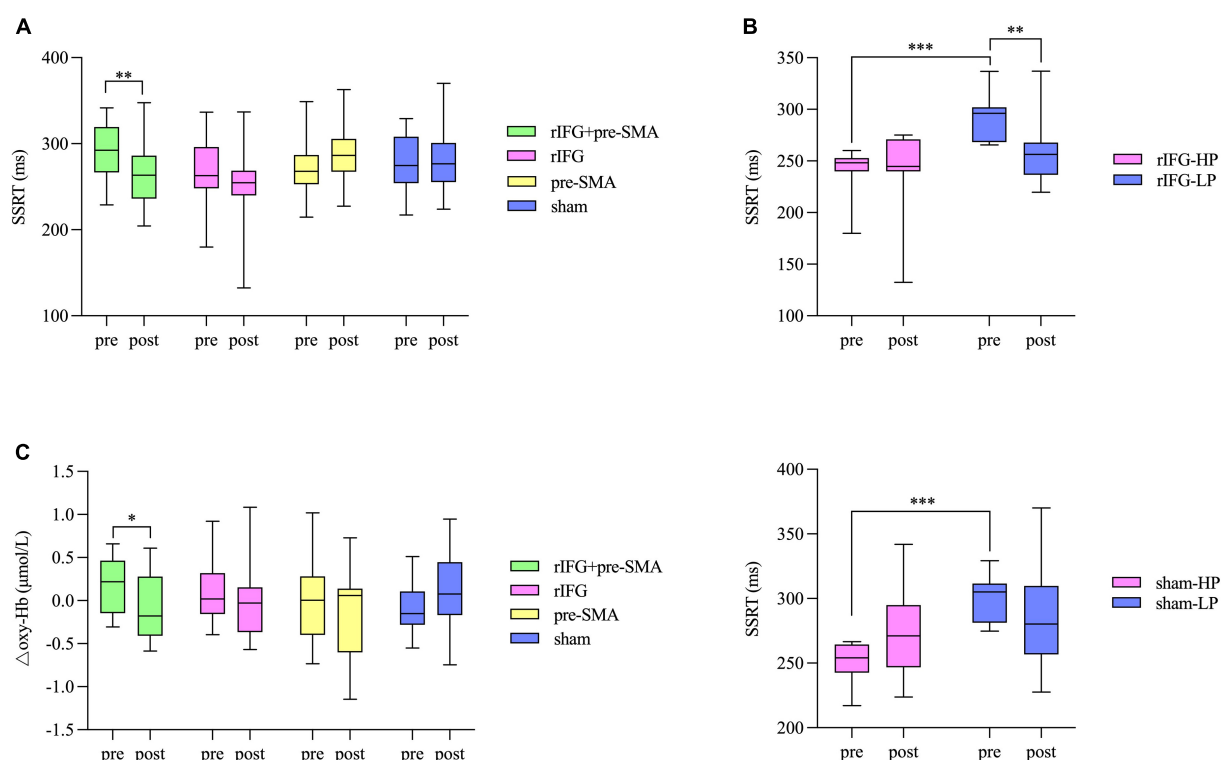 A
SSRT (ms)
400
300
200
100
**
pre post pre post pre post pre post
rIFG+pre-SMA
rIFG
pre-SMA
sham
B
SSRT (ms)
350
300
250
200
150
100
***
**
pre post pre post
rIFG-HP
rIFG-LP
C
△oxy-Hb (μmol/L)
1.5
1.0
0.5
0.0
-0.5
-1.0
-1.5
*
pre post pre post pre post pre post
rIFG+pre-SMA
rIFG
pre-SMA
sham
SSRT (ms)
400
350
300
250
200
***
pre post pre post
sham-HP
sham-LP